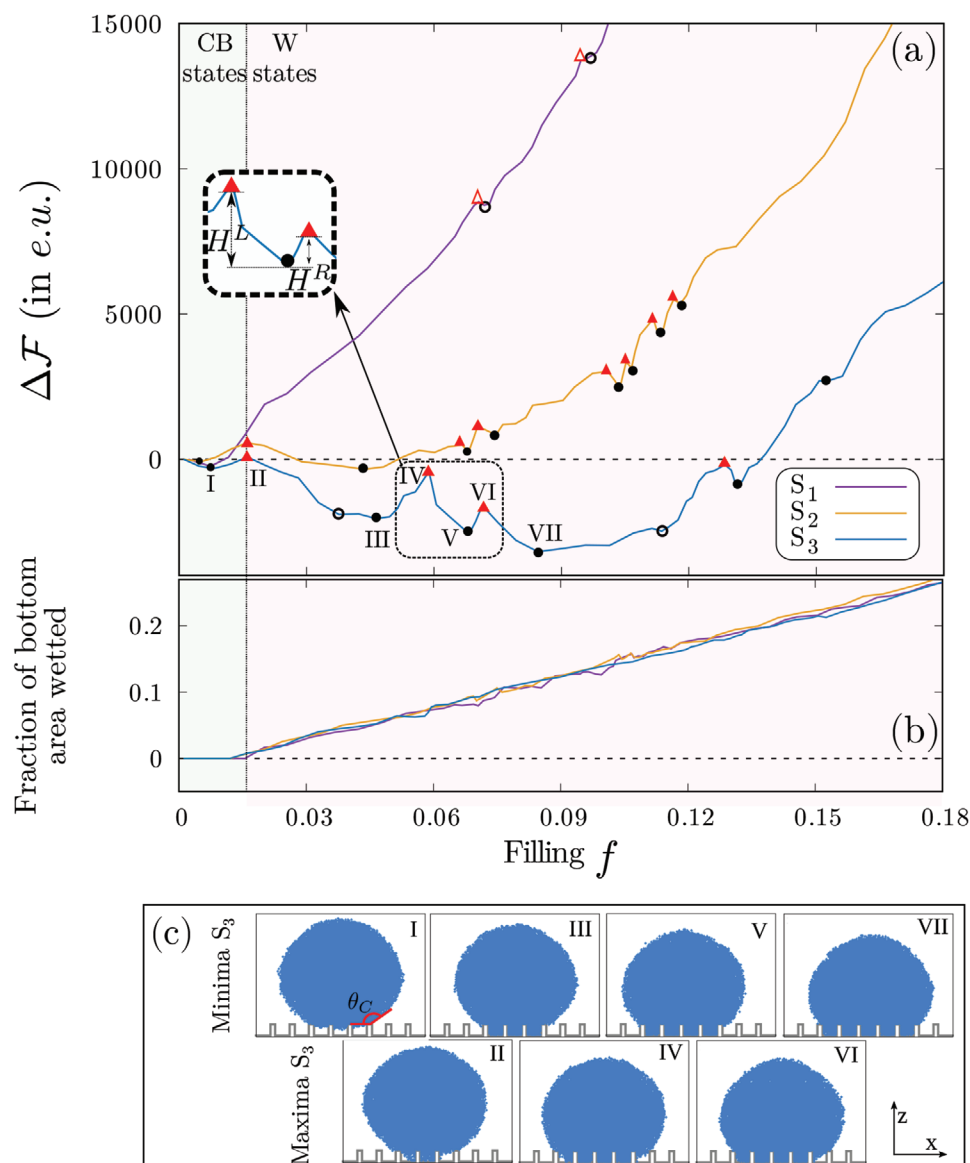 15000
10000
5000
0
ΔF (in e.u.)
CB
states
W
states
(a)
H^L
H^R
I
II
III
IV
V
VI
VII
S₁
S₂
S₃
0.2
0.1
0
Fraction of bottom
area wetted
(b)
0 0.03 0.06 0.09 0.12 0.15 0.18
Filling f
(c)
Minima S₃
I III V VII
θ_C
Maxima S₃
II IV VI
z
x